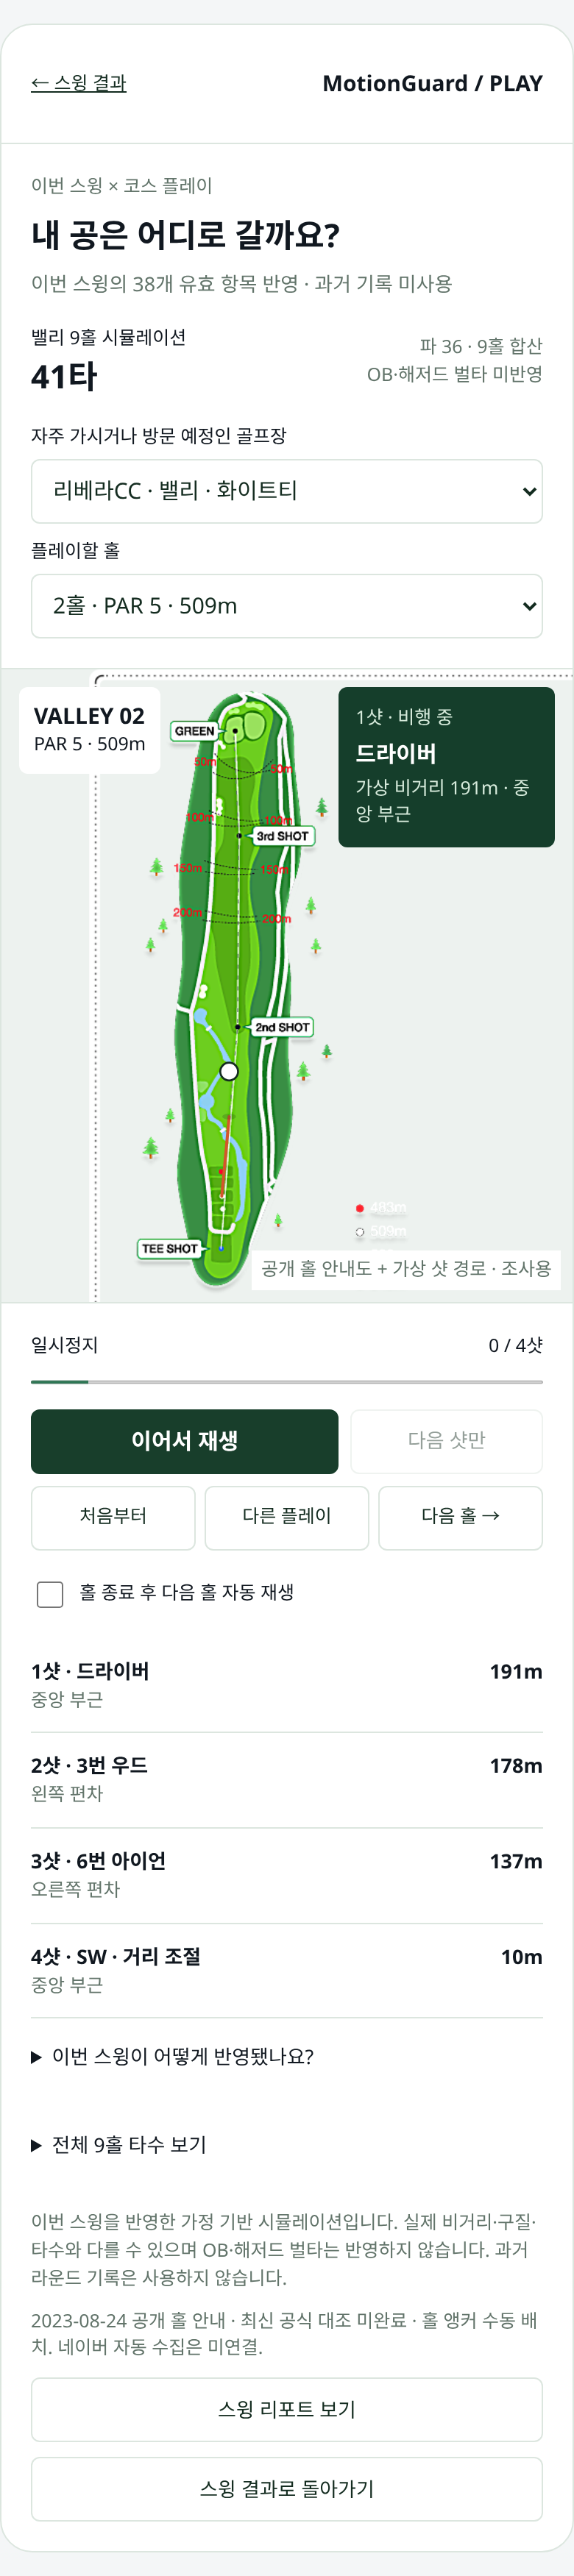 ← 스윙 결과
MotionGuard / PLAY
이번 스윙 × 코스 플레이
내 공은 어디로 갈까요?
이번 스윙의 38개 유효 항목 반영 · 과거 기록 미사용
밸리 9홀 시뮬레이션
41타
파 36 · 9홀 합산
OB·해저드 벌타 미반영
자주 가시거나 방문 예정인 골프장
리베라CC · 밸리 · 화이트티
플레이할 홀
2홀 · PAR 5 · 509m
VALLEY 02
PAR 5 · 509m
1샷 · 비행 중
드라이버
가상 비거리 191m · 중
앙 부근
GREEN
50m
50m
100m
100m
3rd SHOT
150m
150m
200m
200m
2nd SHOT
483m
509m
TEE SHOT
공개 홀 안내도 + 가상 샷 경로 · 조사용
일시정지
0 / 4샷
이어서 재생
다음 샷만
처음부터
다른 플레이
다음 홀 →
홀 종료 후 다음 홀 자동 재생
1샷 · 드라이버
191m
중앙 부근
2샷 · 3번 우드
178m
왼쪽 편차
3샷 · 6번 아이언
137m
오른쪽 편차
4샷 · SW · 거리 조절
10m
중앙 부근
▶ 이번 스윙이 어떻게 반영됐나요?
▶ 전체 9홀 타수 보기
이번 스윙을 반영한 가정 기반 시뮬레이션입니다. 실제 비거리·구질·
타수와 다를 수 있으며 OB·해저드 벌타는 반영하지 않습니다. 과거
라운드 기록은 사용하지 않습니다.
2023-08-24 공개 홀 안내 · 최신 공식 대조 미완료 · 홀 앵커 수동 배
치. 네이버 자동 수집은 미연결.
스윙 리포트 보기
스윙 결과로 돌아가기